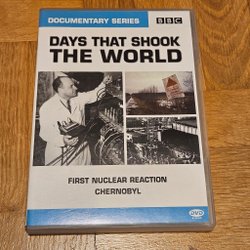 DOCUMENTARY SERIES
BBC
DAYS THAT SHOOK
THE WORLD
FIRST NUCLEAR REACTION
CHERNOBYL
DVD